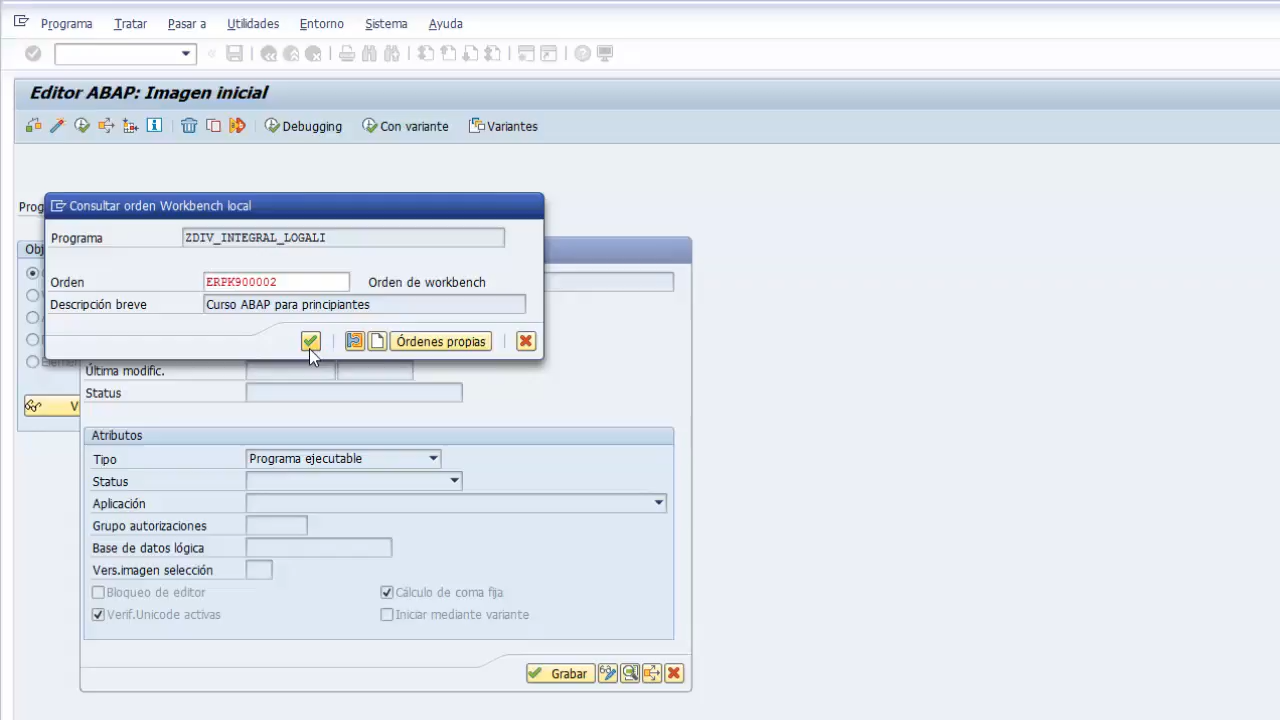 Programa Tratar Pasar a Utilidades Entorno Sistema Ayuda
Editor ABAP: Imagen inicial
Debugging Con variante Variantes
Prog
Consultar orden Workbench local
Programa ZDIV_INTEGRAL_LOGALI
Obj
Orden ERPK900002 Orden de workbench
Descripción breve Curso ABAP para principiantes
Órdenes propias
Elemen
Última modific.
Status
V
Atributos
Tipo Programa ejecutable
Status
Aplicación
Grupo autorizaciones
Base de datos lógica
Vers.imagen selección
Bloqueo de editor Cálculo de coma fija
Verif.Unicode activas Iniciar mediante variante
Grabar